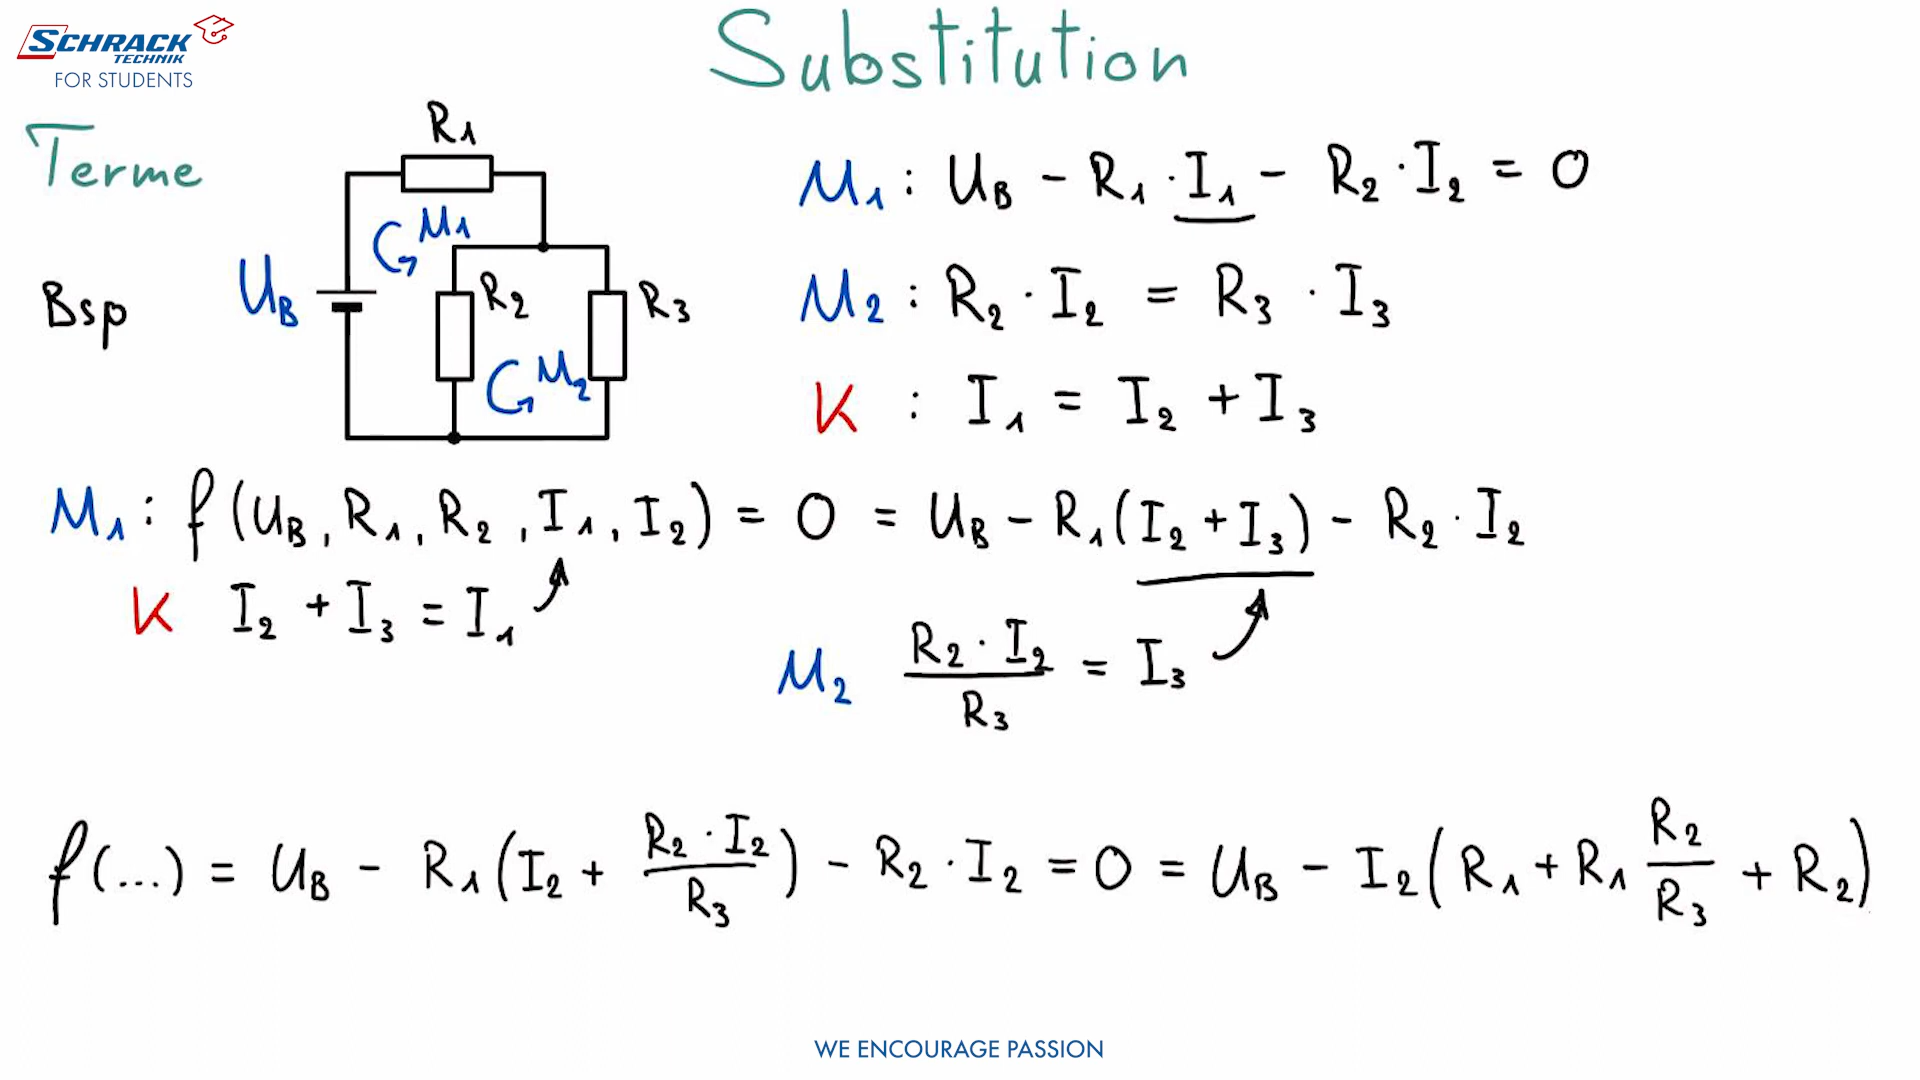 SCHRACK
TECHNIK
FOR STUDENTS
Substitution
Terme
R1
M1 : UB - R1 · I1 - R2 · I2 = 0
M1
Bsp
UB
R2
R3
M2 : R2 · I2 = R3 · I3
M2
K : I1 = I2 + I3
M1 : f (UB, R1, R2, I1, I2) = 0 = UB - R1 (I2 + I3) - R2 · I2
K I2 + I3 = I1
M2 (R2 · I2)/R3 = I3
f(...) = UB - R1 (I2 + (R2 · I2)/R3) - R2 · I2 = 0 = UB - I2 (R1 + R1 R2/R3 + R2)
WE ENCOURAGE PASSION